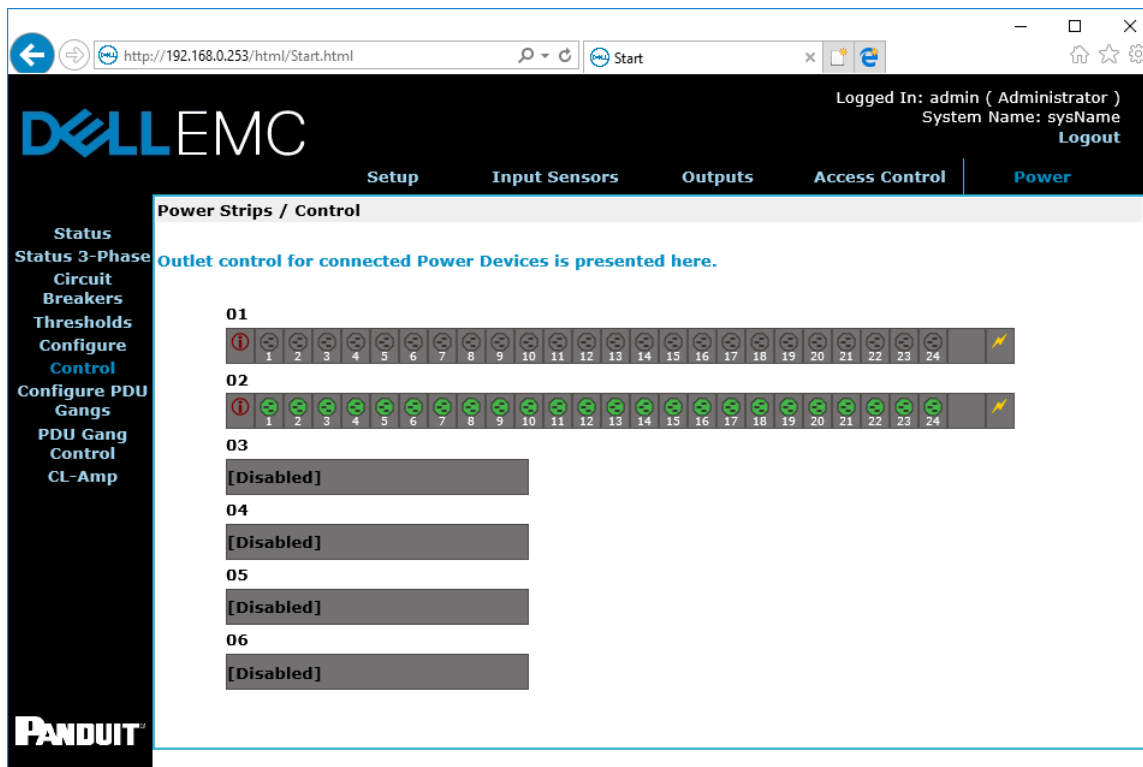 http://192.168.0.253/html/Start.html
Start
DELLEMC
Logged In: admin ( Administrator )
System Name: sysName
Logout
Setup Input Sensors Outputs Access Control Power
Status
Status 3-Phase
Circuit
Breakers
Thresholds
Configure
Control
Configure PDU
Gangs
PDU Gang
Control
CL-Amp
PANDUIT
Power Strips / Control
Outlet control for connected Power Devices is presented here.
01
1 2 3 4 5 6 7 8 9 10 11 12 13 14 15 16 17 18 19 20 21 22 23 24
02
1 2 3 4 5 6 7 8 9 10 11 12 13 14 15 16 17 18 19 20 21 22 23 24
03
[Disabled]
04
[Disabled]
05
[Disabled]
06
[Disabled]